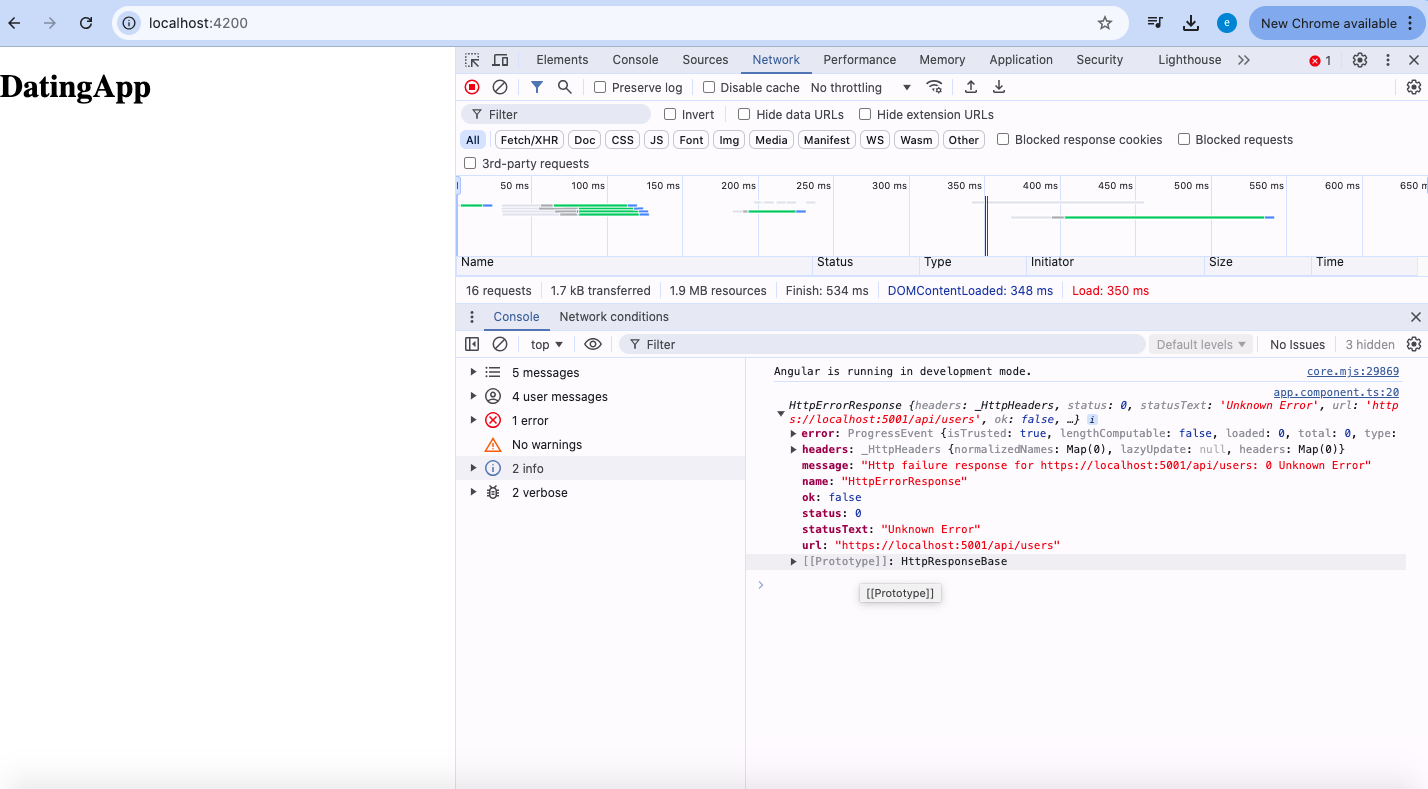 localhost:4200
e
New Chrome available
DatingApp
Elements Console Sources Network Performance Memory Application Security Lighthouse 1
Preserve log Disable cache No throttling
Filter Invert Hide data URLs Hide extension URLs
All Fetch/XHR Doc CSS JS Font Img Media Manifest WS Wasm Other Blocked response cookies Blocked requests
3rd-party requests
50 ms 100 ms 150 ms 200 ms 250 ms 300 ms 350 ms 400 ms 450 ms 500 ms 550 ms 600 ms 650 m
Name Status Type Initiator Size Time
16 requests 1.7 kB transferred 1.9 MB resources Finish: 534 ms DOMContentLoaded: 348 ms Load: 350 ms
Console Network conditions
top Filter Default levels No Issues 3 hidden
5 messages
4 user messages
1 error
No warnings
2 info
2 verbose
Angular is running in development mode. core.mjs:29869
app.component.ts:20
HttpErrorResponse {headers: _HttpHeaders, status: 0, statusText: 'Unknown Error', url: 'http
s://localhost:5001/api/users', ok: false, …} i
error: ProgressEvent {isTrusted: true, lengthComputable: false, loaded: 0, total: 0, type:
headers: _HttpHeaders {normalizedNames: Map(0), lazyUpdate: null, headers: Map(0)}
message: "Http failure response for https://localhost:5001/api/users: 0 Unknown Error"
name: "HttpErrorResponse"
ok: false
status: 0
statusText: "Unknown Error"
url: "https://localhost:5001/api/users"
[[Prototype]]: HttpResponseBase
[[Prototype]]